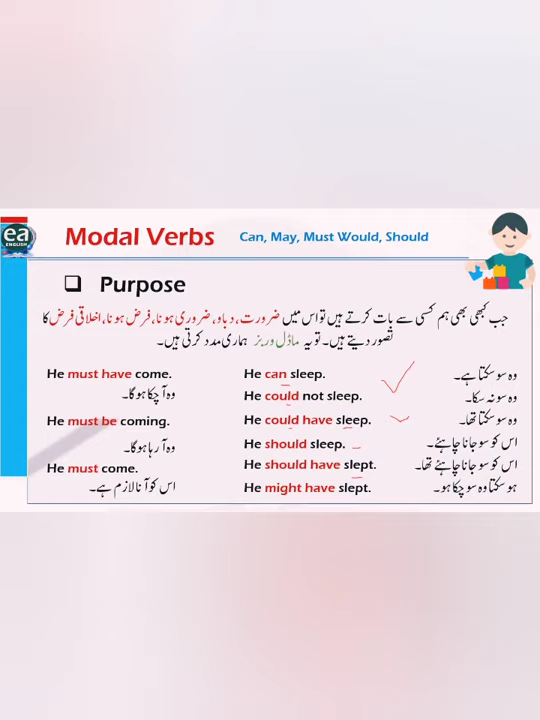 ea
ENGLISH
Modal Verbs
Can, May, Must Would, Should
Purpose
جب کبھی بھی ہم کسی سے بات کرتے ہیں تو اس میں ضرورت، دباو، ضروری ہونا، فرض ہونا، اخلاقی فرض کا
تصور دیتے ہیں۔ تو یہ ماڈل وربز ہماری مدد کرتی ہیں۔
He must have come.
وہ آ چکا ہو گا۔
He must be coming.
وہ آ رہا ہو گا۔
He must come.
اس کو آنا لازم ہے۔
He can sleep.
وہ سو سکتا ہے۔
He could not sleep.
وہ سو نہ سکا۔
He could have sleep.
وہ سو سکتا تھا۔
He should sleep.
اس کو سو جانا چاہئے۔
He should have slept.
اس کو سو جانا چاہئے تھا۔
He might have slept.
ہو سکتا وہ سو چکا ہو۔